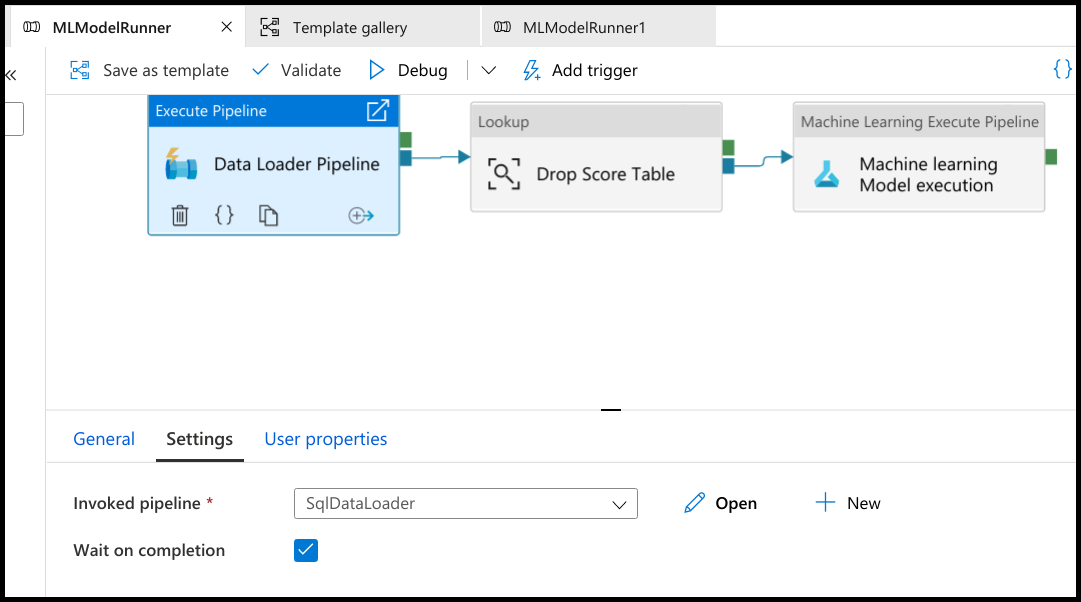 MLModelRunner
Template gallery
MLModelRunner1
Save as template
Validate
Debug
Add trigger
Execute Pipeline
Data Loader Pipeline
Lookup
Drop Score Table
Machine Learning Execute Pipeline
Machine learning
Model execution
General
Settings
User properties
Invoked pipeline *
SqlDataLoader
Open
New
Wait on completion